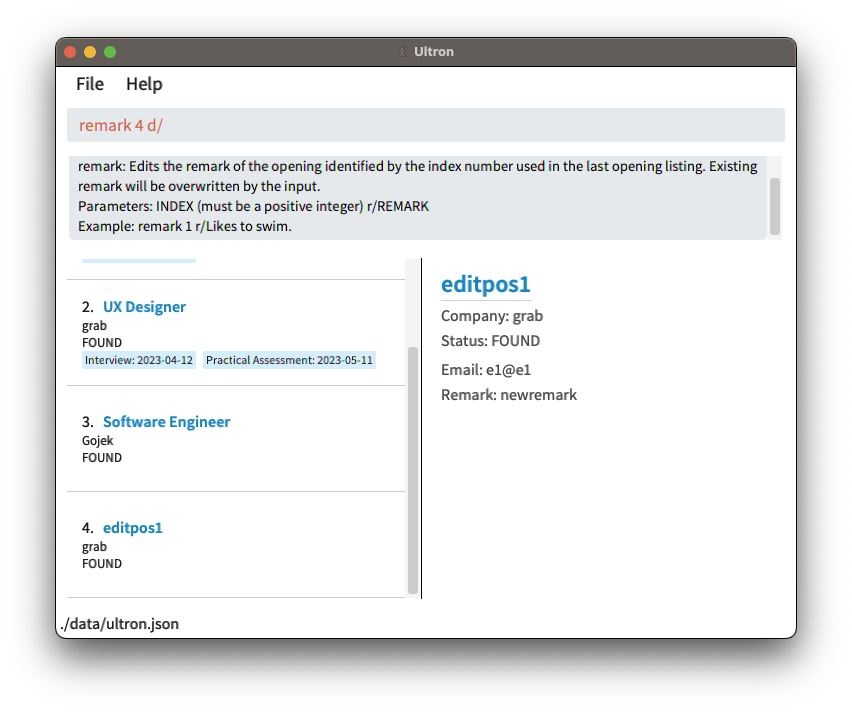 Ultron
File Help
remark 4 d/
remark: Edits the remark of the opening identified by the index number used in the last opening listing. Existing
remark will be overwritten by the input.
Parameters: INDEX (must be a positive integer) r/REMARK
Example: remark 1 r/Likes to swim.
2. UX Designer
grab
FOUND
Interview: 2023-04-12 Practical Assessment: 2023-05-11
3. Software Engineer
Gojek
FOUND
4. editpos1
grab
FOUND
editpos1
Company: grab
Status: FOUND
Email: e1@e1
Remark: newremark
./data/ultron.json